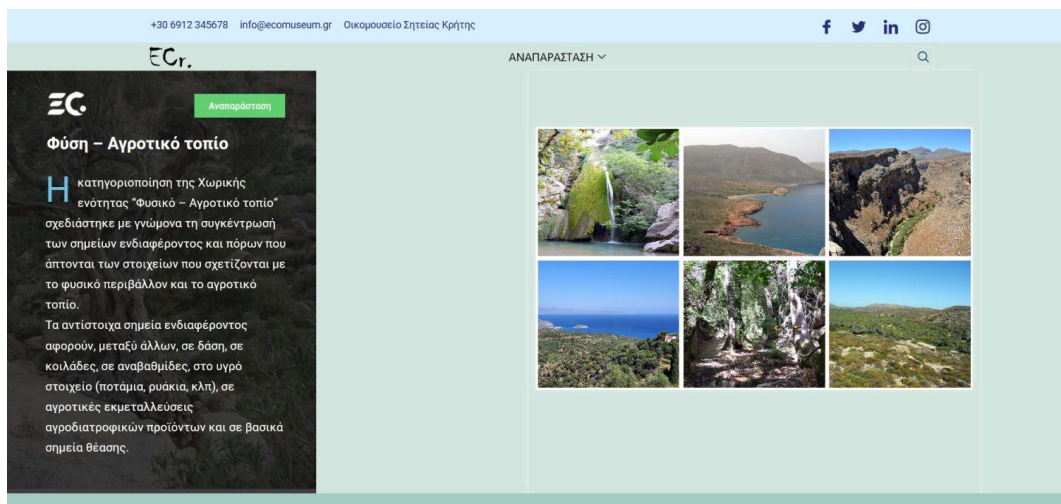 +30 6912 345678 info@ecomuseum.gr Οικομουσείο Σητείας Κρήτης
ECr.
ΑΝΑΠΑΡΑΣΤΑΣΗ
EC.
Αναπαράσταση
Φύση – Αγροτικό τοπίο
Η κατηγοριοποίηση της Χωρικής
ενότητας “Φυσικό – Αγροτικό τοπίο”
σχεδιάστηκε με γνώμονα τη συγκέντρωσή
των σημείων ενδιαφέροντος και πόρων που
άπτονται των στοιχείων που σχετίζονται με
το φυσικό περιβάλλον και το αγροτικό
τοπίο.
Τα αντίστοιχα σημεία ενδιαφέροντος
αφορούν, μεταξύ άλλων, σε δάση, σε
κοιλάδες, σε αναβαθμίδες, στο υγρό
στοιχείο (ποτάμια, ρυάκια, κλπ), σε
αγροτικές εκμεταλλεύσεις
αγροδιατροφικών προϊόντων και σε βασικά
σημεία θέασης.